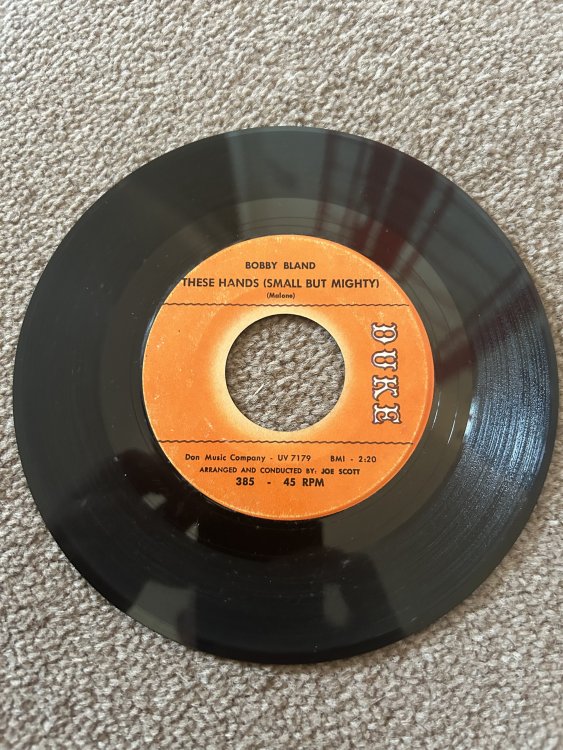 BOBBY BLAND
THESE HANDS (SMALL BUT MIGHTY)
(Malone)
DUKE
Don Music Company - UV 7179 BMI - 2:20
ARRANGED AND CONDUCTED BY: JOE SCOTT
385 - 45 RPM